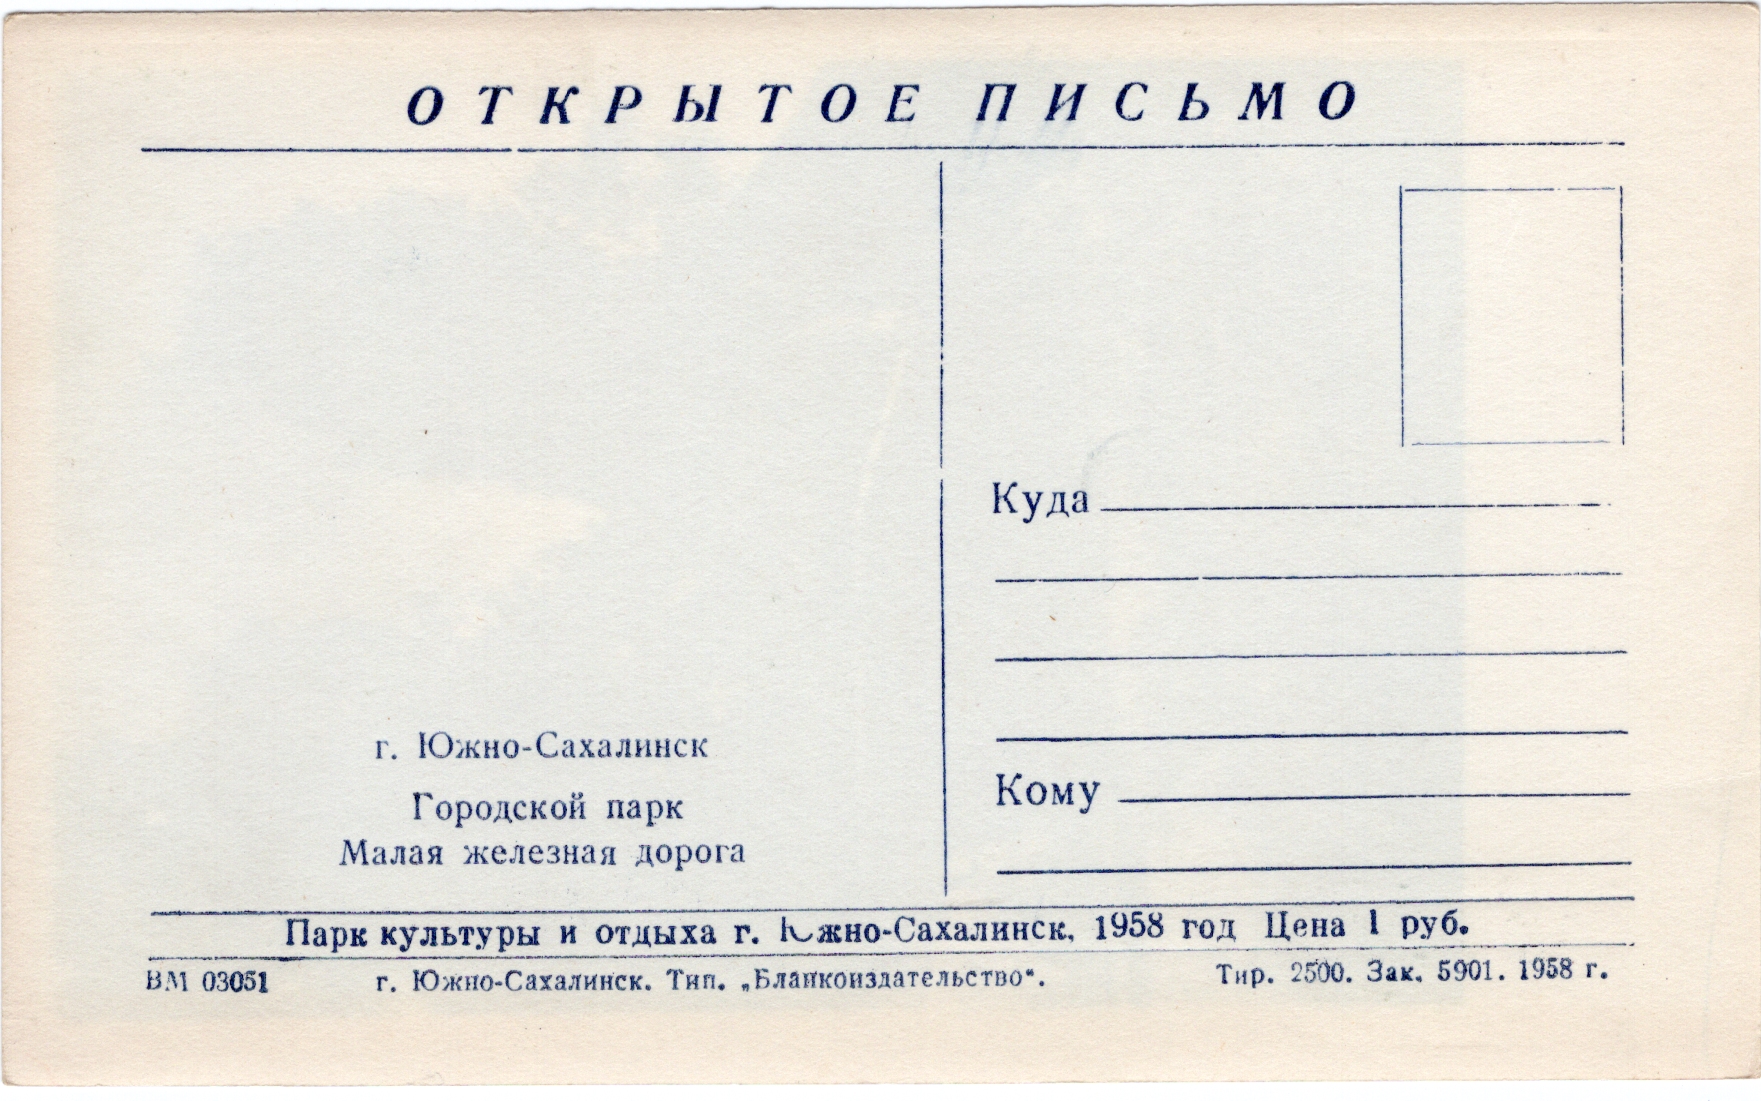 ОТКРЫТОЕ ПИСЬМО
г. Южно-Сахалинск
Городской парк
Малая железная дорога
Куда
Кому
Парк культуры и отдыха г. Южно-Сахалинск, 1958 год Цена 1 руб.
ВМ 03051 г. Южно-Сахалинск. Тип. „Бланкоиздательство“. Тир. 2500. Зак. 5901. 1958 г.